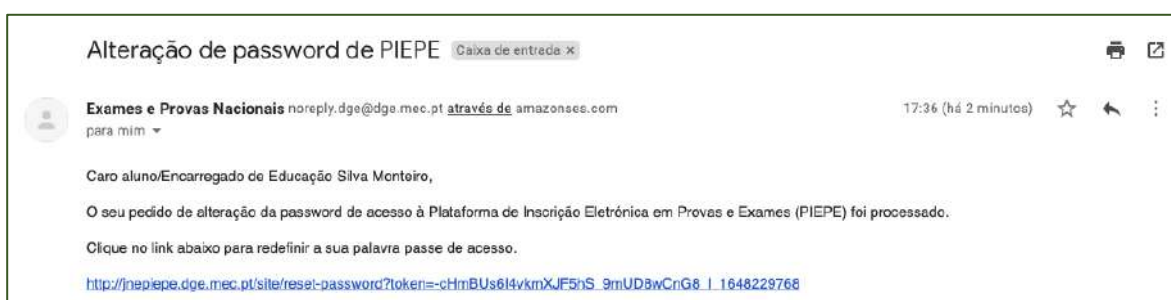 Alteração de password de PIEPE Caixa de entrada ×
Exames e Provas Nacionais noreply.dge@dge.mec.pt através de amazonses.com 17:36 (há 2 minutos)
para mim
Caro aluno/Encarregado de Educação Silva Monteiro,
O seu pedido de alteração da password de acesso à Plataforma de Inscrição Eletrónica em Provas e Exames (PIEPE) foi processado.
Clique no link abaixo para redefinir a sua palavra passe de acesso.
http://jnepiepe.dge.mec.pt/site/reset-password?token=-cHmBUs6I4vkmXJF5hS_9mUDBwCnG8_I_1648229768